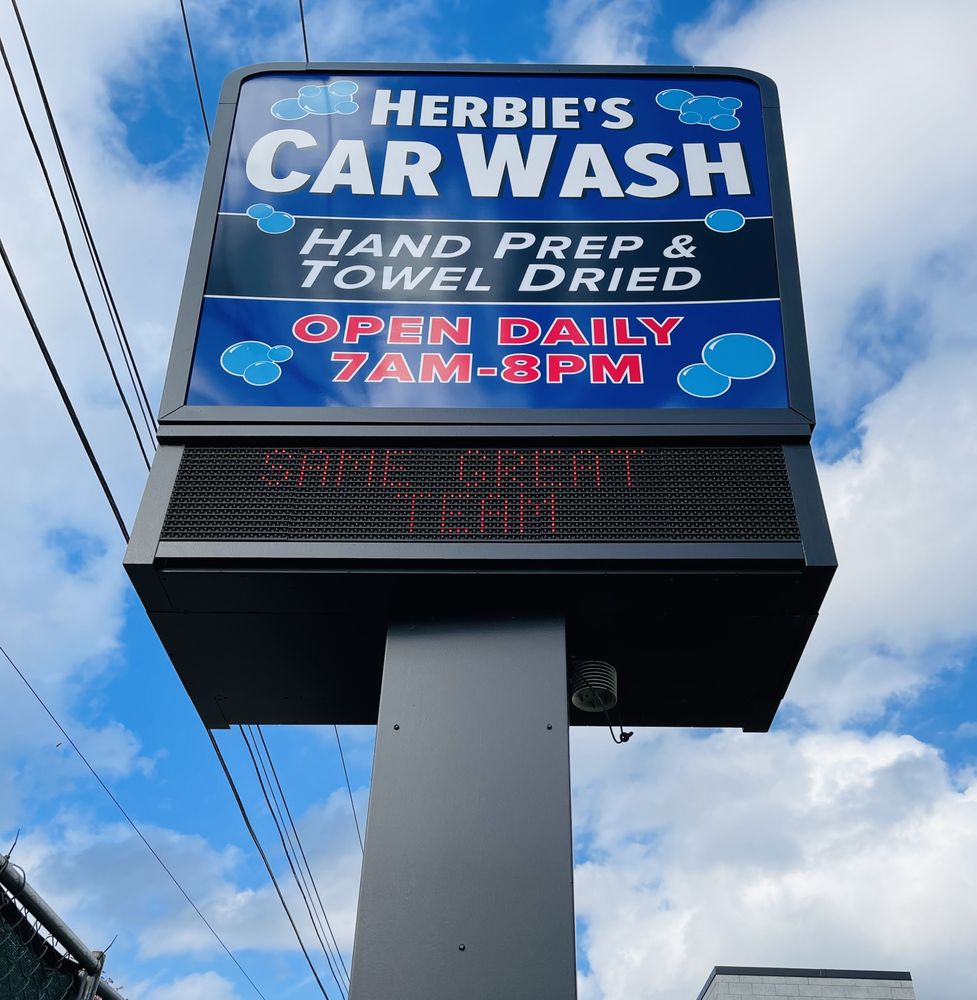 HERBIE'S
CAR WASH
HAND PREP &
TOWEL DRIED
OPEN DAILY
7AM-8PM
SAME GREAT
TEAM